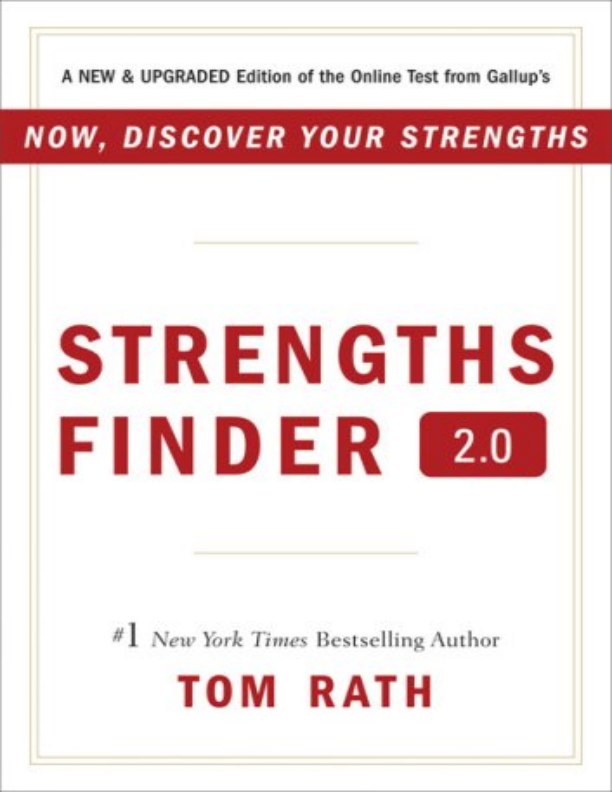 A NEW & UPGRADED Edition of the Online Test from Gallup's
NOW, DISCOVER YOUR STRENGTHS
STRENGTHS
FINDER 2.0
#1 New York Times Bestselling Author
TOM RATH